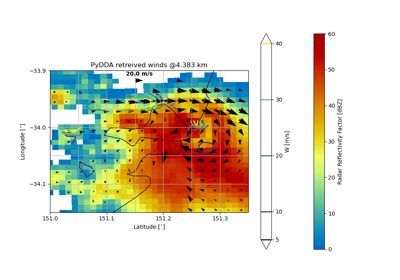 PyDDA retreived winds @4.383 km
20.0 m/s
−33.9
−34.0
−34.1
Longitude [˚]
151.0 151.1 151.2 151.3
Latitude [˚]
40
30
20
10
5
W [m/s]
60
50
40
30
20
10
0
Radar Reflectivity Factor [dBZ]